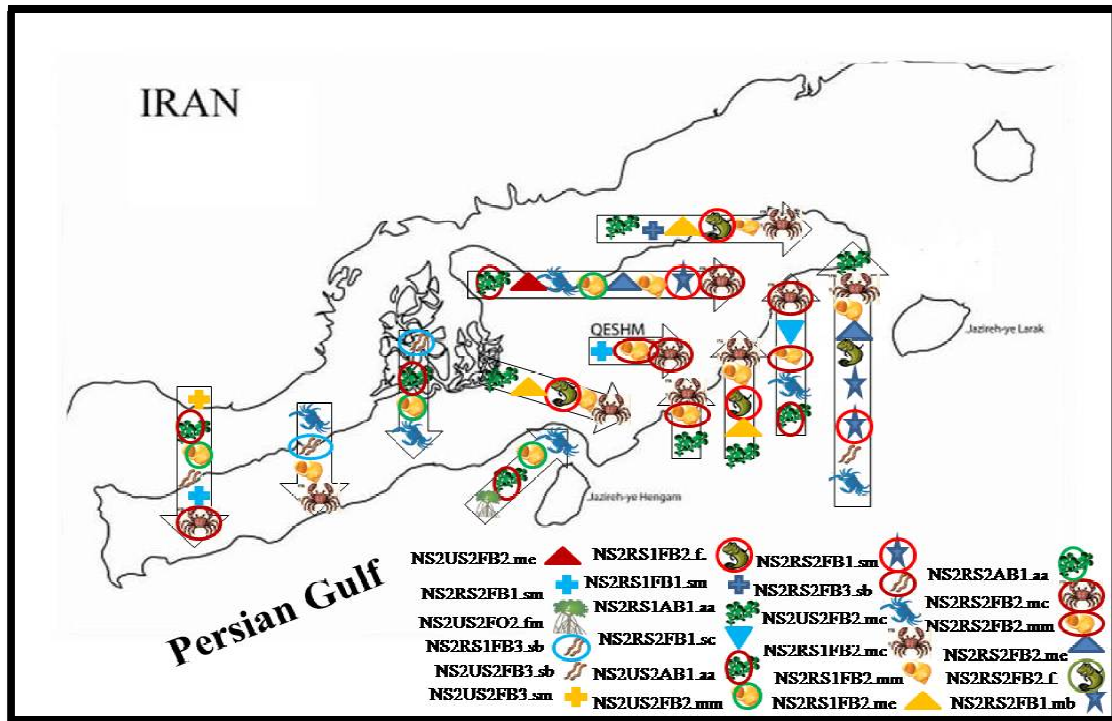 IRAN
QESHM
Jazireh-ye Larak
Jazireh-ye Hengam
Persian Gulf
NS2US2FB2.me NS2RS1FB2.f. NS2RS2FB1.sm NS2RS2AB1.aa
NS2RS2FB1.sm NS2RS1FB1.sm NS2RS2FB3.sb NS2RS2FB2.mc
NS2US2FO2.fm NS2RS1AB1.aa NS2US2FB2.mc NS2RS2FB2.mm
NS2RS1FB3.sb NS2RS2FB1.sc NS2RS1FB2.mc NS2RS2FB2.me
NS2US2FB3.sb NS2US2AB1.aa NS2RS1FB2.mm NS2RS2FB2.f.
NS2US2FB3.sm NS2US2FB2.mm NS2RS1FB2.me NS2RS2FB1.mb